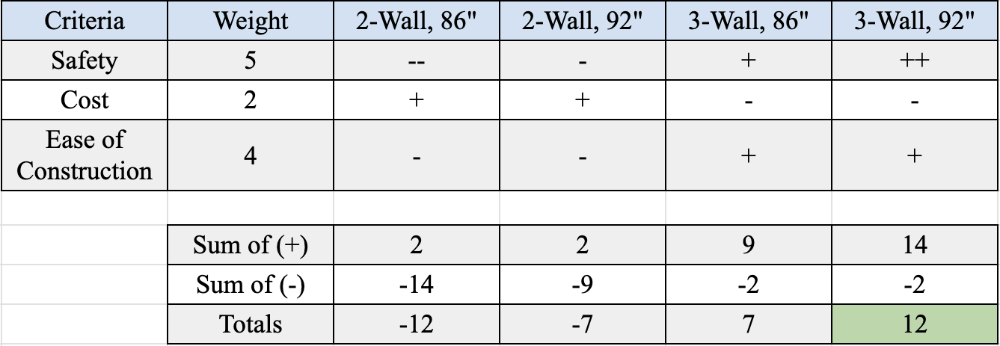 Criteria Weight 2-Wall, 86" 2-Wall, 92" 3-Wall, 86" 3-Wall, 92"
Safety 5 -- - + ++
Cost 2 + + - -
Ease of
Construction 4 - - + +
Sum of (+) 2 2 9 14
Sum of (-) -14 -9 -2 -2
Totals -12 -7 7 12